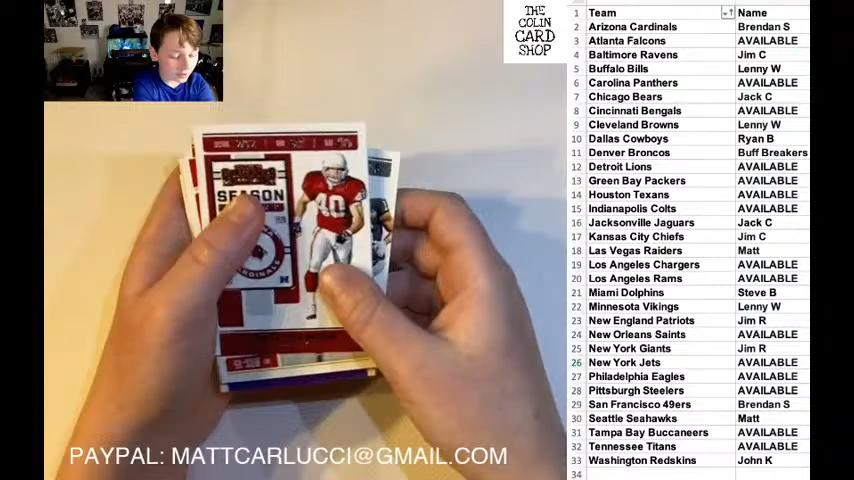 THE
COLIN
CARD
SHOP
1 Team Name
2 Arizona Cardinals Brendan S
3 Atlanta Falcons AVAILABLE
4 Baltimore Ravens Jim C
5 Buffalo Bills Lenny W
6 Carolina Panthers AVAILABLE
7 Chicago Bears Jack C
8 Cincinnati Bengals AVAILABLE
9 Cleveland Browns Lenny W
10 Dallas Cowboys Ryan B
11 Denver Broncos Buff Breakers
12 Detroit Lions AVAILABLE
13 Green Bay Packers AVAILABLE
14 Houston Texans AVAILABLE
15 Indianapolis Colts AVAILABLE
16 Jacksonville Jaguars Jack C
17 Kansas City Chiefs Jim C
18 Las Vegas Raiders Matt
19 Los Angeles Chargers AVAILABLE
20 Los Angeles Rams AVAILABLE
21 Miami Dolphins Steve B
22 Minnesota Vikings Lenny W
23 New England Patriots Jim R
24 New Orleans Saints AVAILABLE
25 New York Giants Jim R
26 New York Jets AVAILABLE
27 Philadelphia Eagles AVAILABLE
28 Pittsburgh Steelers AVAILABLE
29 San Francisco 49ers Brendan S
30 Seattle Seahawks Matt
31 Tampa Bay Buccaneers AVAILABLE
32 Tennessee Titans AVAILABLE
33 Washington Redskins John K
34
SEASON
40
CARDINALS
PAYPAL: MATTCARLUCCI@GMAIL.COM